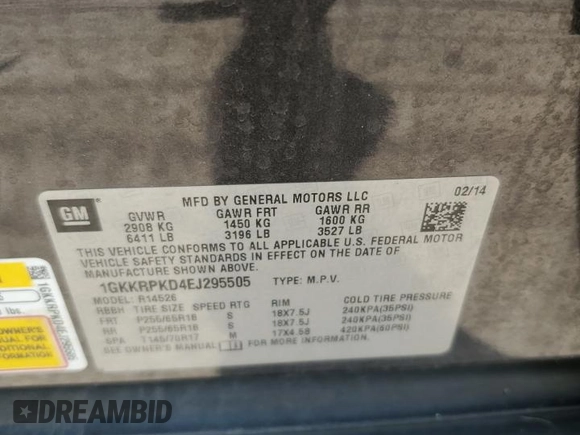 MFD BY GENERAL MOTORS LLC
02/14
GM
GVWR GAWR FRT GAWR RR
2908 KG 1450 KG 1600 KG
6411 LB 3196 LB 3527 LB
THIS VEHICLE CONFORMS TO ALL APPLICABLE U.S. FEDERAL MOTOR
VEHICLE SAFETY STANDARDS IN EFFECT ON THE DATE OF
MANUFACTURE SHOWN ABOVE.
1GKKRPKD4EJ295505 TYPE: M.P.V.
MODEL: R14526
RBBH TIRE SIZE SPEED RTG RIM COLD TIRE PRESSURE
FRT P255/65R18 S 18X7.5J 240KPA(35PSI)
RR P255/65R18 S 18X7.5J 240KPA(35PSI)
SPA T145/70R17 M 17X4.5B 420KPA(60PSI)
SEE OWNER'S MANUAL FOR ADDITIONAL INFORMATION
lbs.
1GKKRPKD4EJ295505
DREAMBID